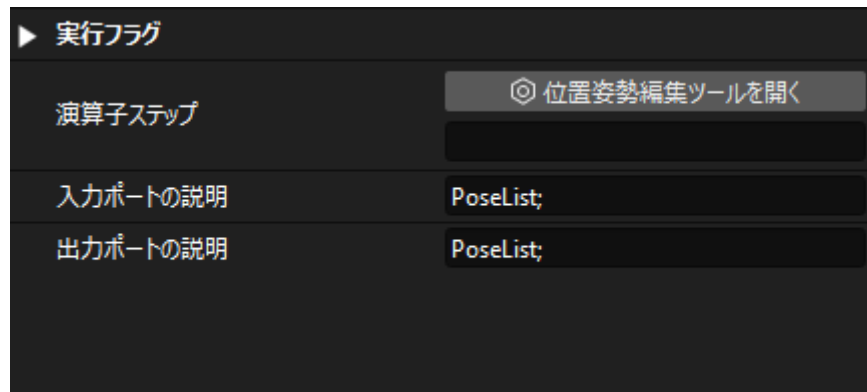 実行フラグ
演算子ステップ
位置姿勢編集ツールを開く
入力ポートの説明 PoseList;
出力ポートの説明 PoseList;